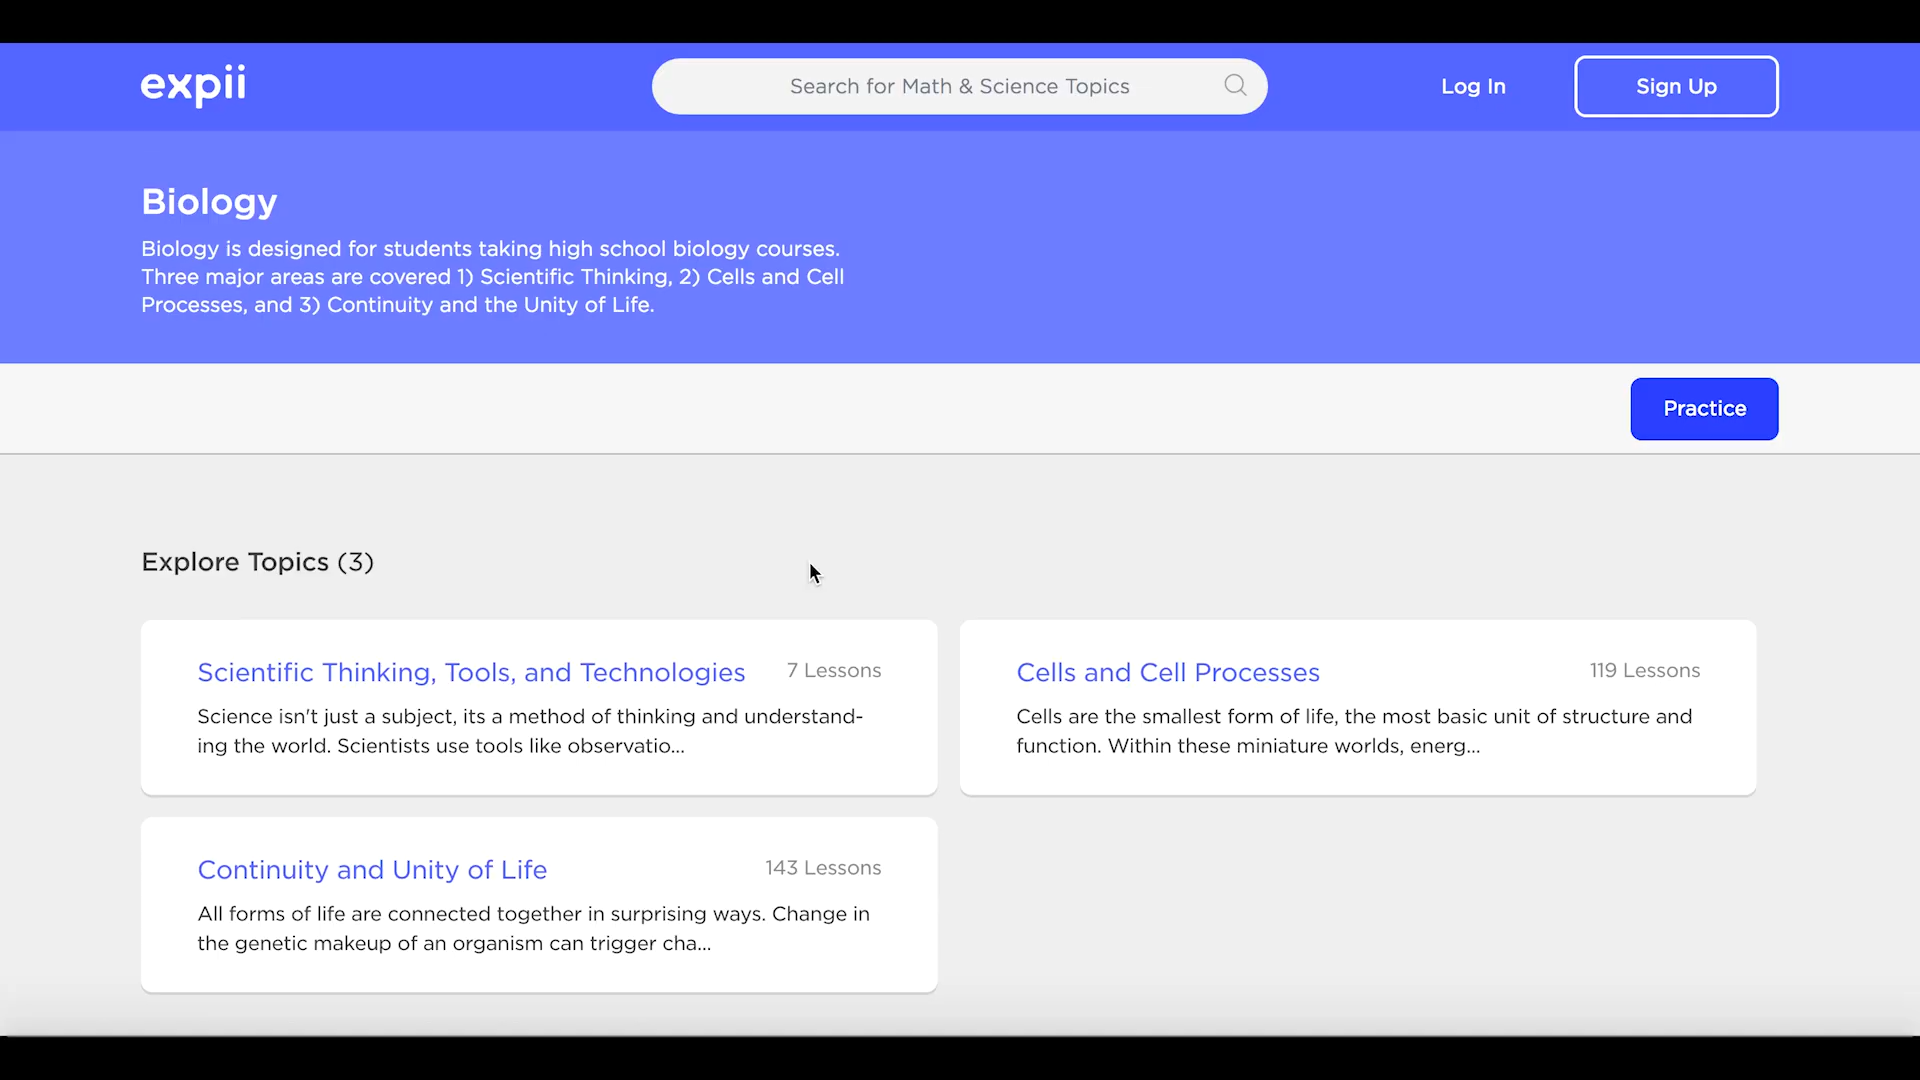 expii
Search for Math & Science Topics
Log In
Sign Up
Biology
Biology is designed for students taking high school biology courses.
Three major areas are covered 1) Scientific Thinking, 2) Cells and Cell
Processes, and 3) Continuity and the Unity of Life.
Practice
Explore Topics (3)
Scientific Thinking, Tools, and Technologies
7 Lessons
Science isn't just a subject, its a method of thinking and understand-
ing the world. Scientists use tools like observatio...
Cells and Cell Processes
119 Lessons
Cells are the smallest form of life, the most basic unit of structure and
function. Within these miniature worlds, energ...
Continuity and Unity of Life
143 Lessons
All forms of life are connected together in surprising ways. Change in
the genetic makeup of an organism can trigger cha...